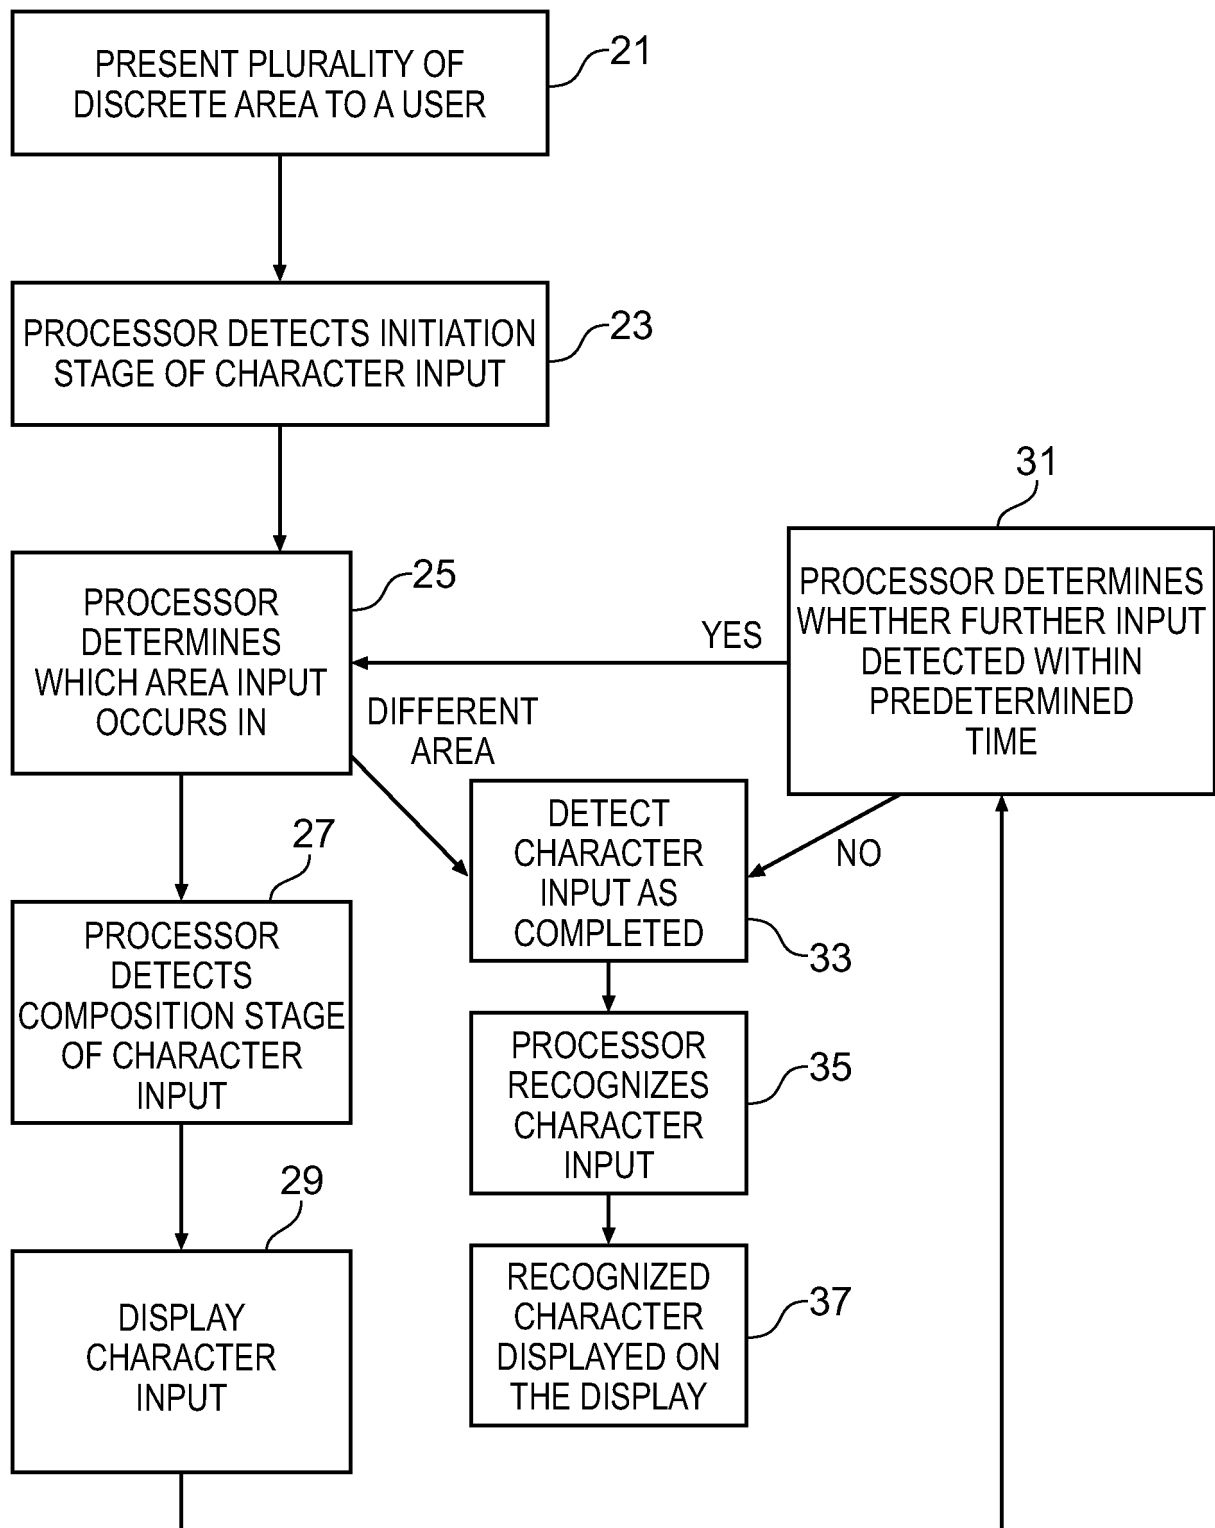 PRESENT PLURALITY OF
DISCRETE AREA TO A USER
21
PROCESSOR DETECTS INITIATION
STAGE OF CHARACTER INPUT
23
PROCESSOR
DETERMINES
WHICH AREA INPUT
OCCURS IN
25
31
PROCESSOR DETERMINES
WHETHER FURTHER INPUT
DETECTED WITHIN
PREDETERMINED
TIME
YES
DIFFERENT
AREA
NO
27
PROCESSOR
DETECTS
COMPOSITION STAGE
OF CHARACTER
INPUT
DETECT
CHARACTER
INPUT AS
COMPLETED
33
PROCESSOR
RECOGNIZES
CHARACTER
INPUT
35
29
DISPLAY
CHARACTER
INPUT
RECOGNIZED
CHARACTER
DISPLAYED ON
THE DISPLAY
37